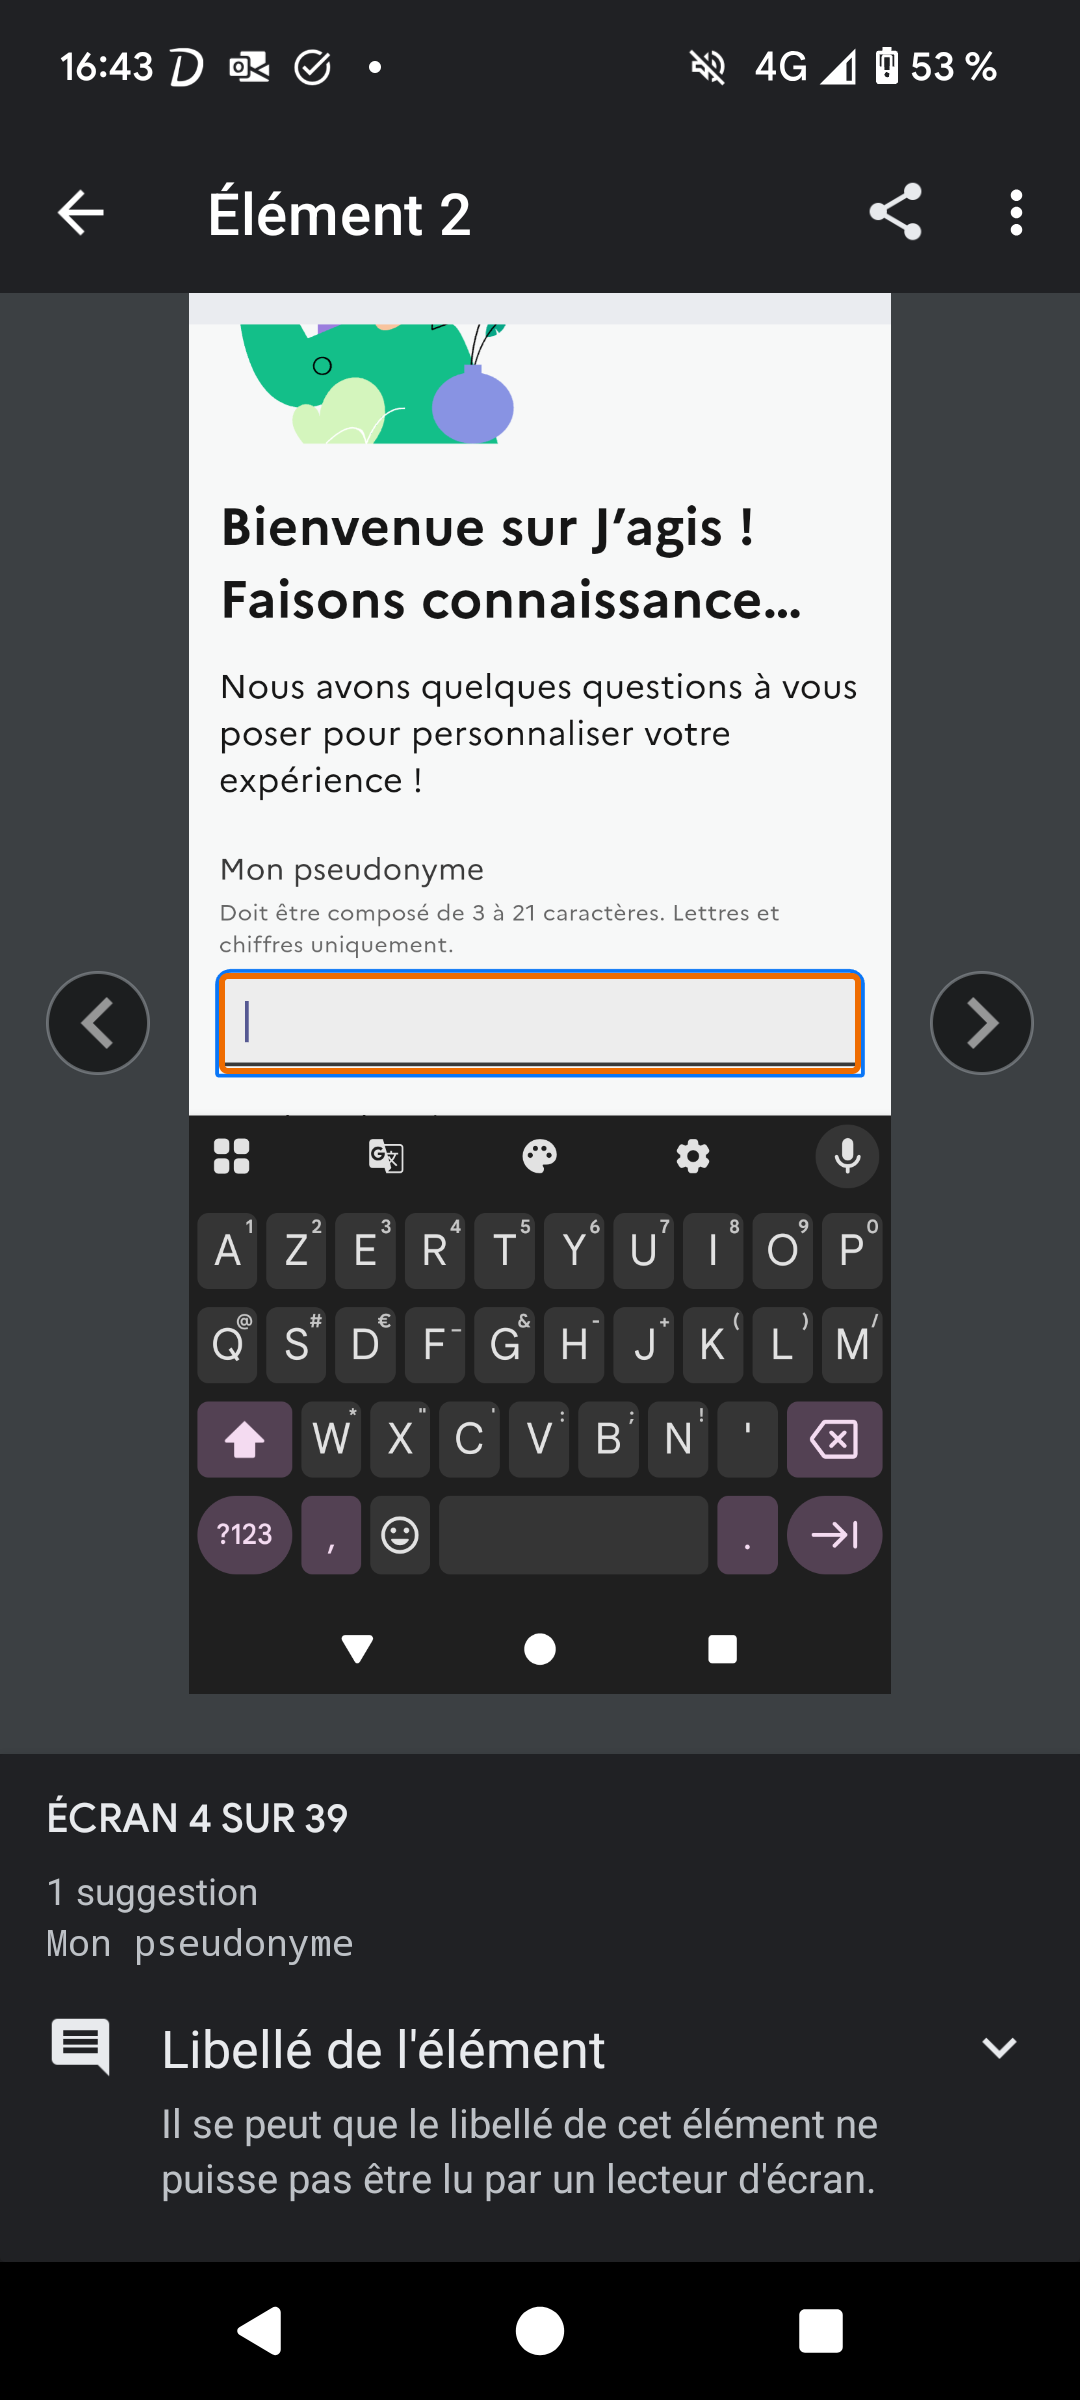 16:43 D 4G 53 %
Élément 2
Bienvenue sur J’agis !
Faisons connaissance...
Nous avons quelques questions à vous
poser pour personnaliser votre
expérience !
Mon pseudonyme
Doit être composé de 3 à 21 caractères. Lettres et
chiffres uniquement.
A 1 Z 2 E 3 R 4 T 5 Y 6 U 7 I 8 O 9 P 0
Q @ S # D € F _ G & H - J + K ( L ) M /
W * X " C ' V : B ; N ! '
?123 , .
ÉCRAN 4 SUR 39
1 suggestion
Mon pseudonyme
Libellé de l'élément
Il se peut que le libellé de cet élément ne
puisse pas être lu par un lecteur d'écran.